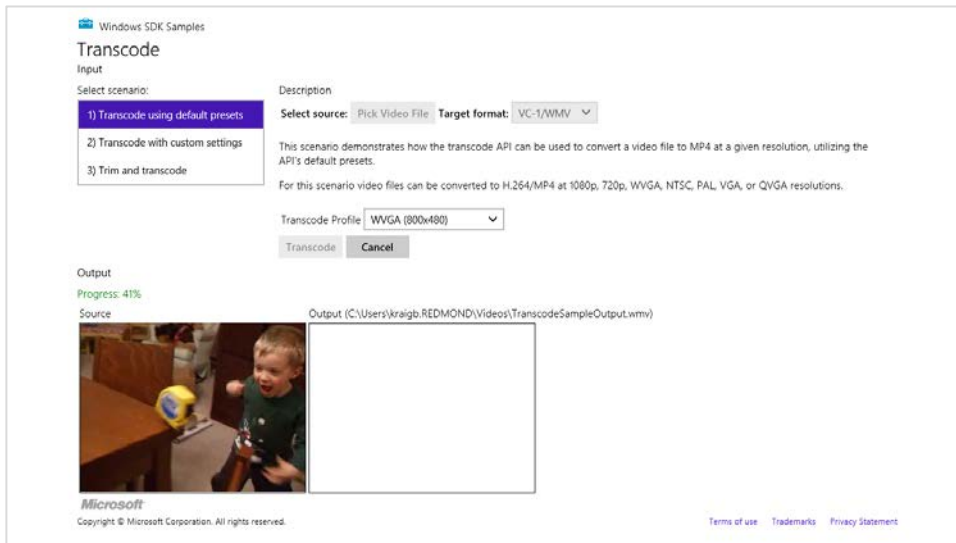 Windows SDK Samples
Transcode
Input
Select scenario:
1) Transcode using default presets
2) Transcode with custom settings
3) Trim and transcode
Description
Select source: Pick Video File Target format: VC-1/WMV
This scenario demonstrates how the transcode API can be used to convert a video file to MP4 at a given resolution, utilizing the
API's default presets.
For this scenario video files can be converted to H.264/MP4 at 1080p, 720p, WVGA, NTSC, PAL, VGA, or QVGA resolutions.
Transcode Profile WVGA (800x480)
Transcode Cancel
Output
Progress: 41%
Source
Output (C:\Users\kraigb.REDMOND\Videos\TranscodeSampleOutput.wmv)
Microsoft
Copyright © Microsoft Corporation. All rights reserved.
Terms of use Trademarks Privacy Statement